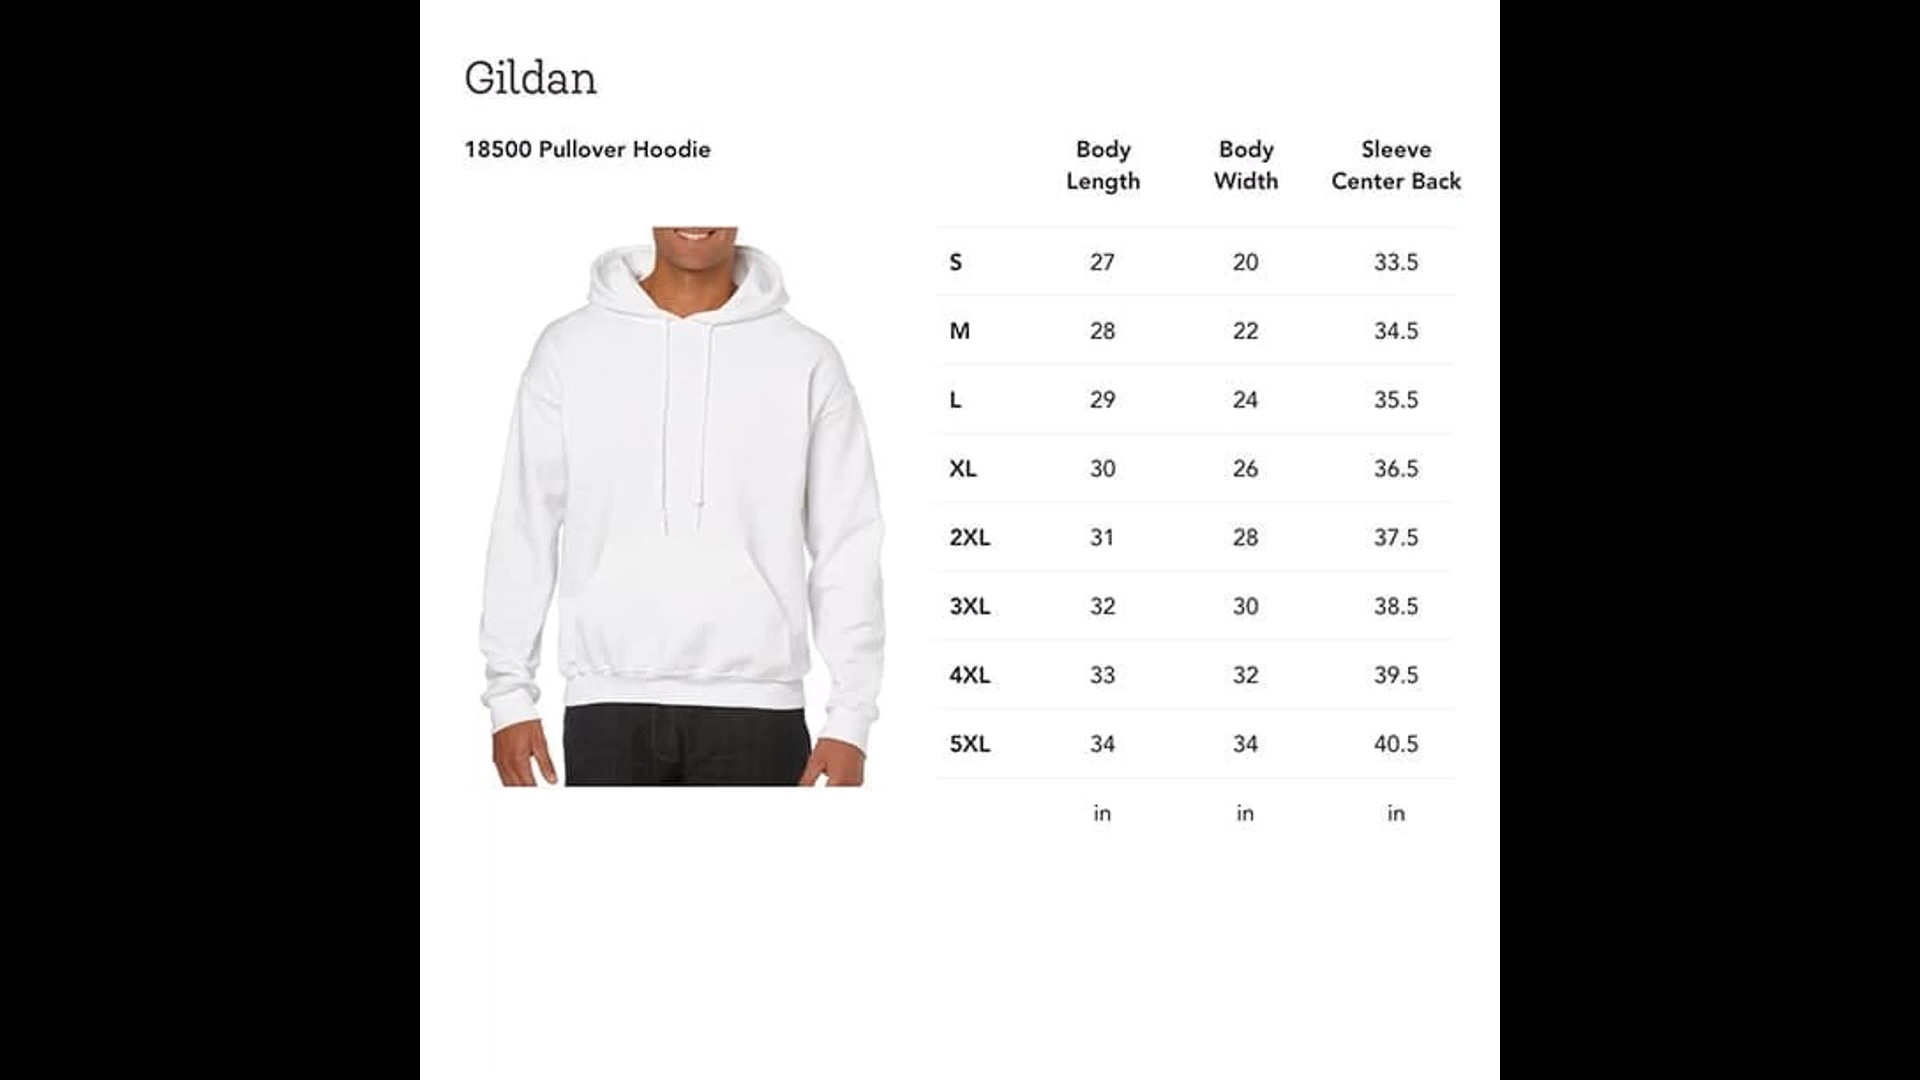 Gildan
18500 Pullover Hoodie
Body Length Body Width Sleeve Center Back
S 27 20 33.5
M 28 22 34.5
L 29 24 35.5
XL 30 26 36.5
2XL 31 28 37.5
3XL 32 30 38.5
4XL 33 32 39.5
5XL 34 34 40.5
in in in